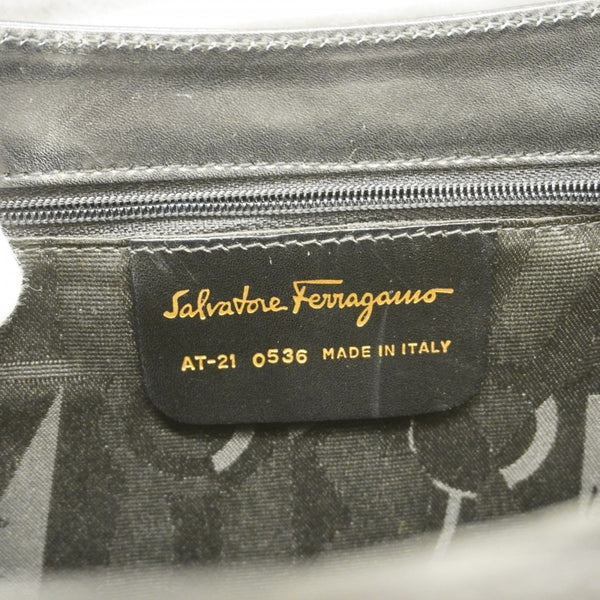 Salvatore Ferragamo
AT-21 0536 MADE IN ITALY